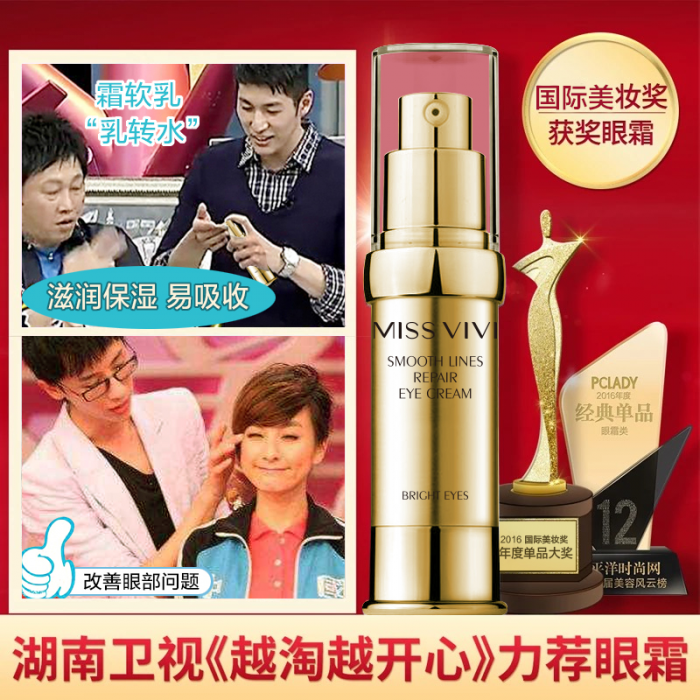 霜软乳
“乳转水”
滋润保湿 易吸收
改善眼部问题
国际美妆奖
获奖眼霜
MISS VIVI
SMOOTH LINES
REPAIR
EYE CREAM
BRIGHT EYES
PCLADY
2016年度
经典单品
眼霜类
12
2016 国际美妆奖
年度单品大奖
平洋时尚网
届美容风云榜
湖南卫视《越淘越开心》力荐眼霜